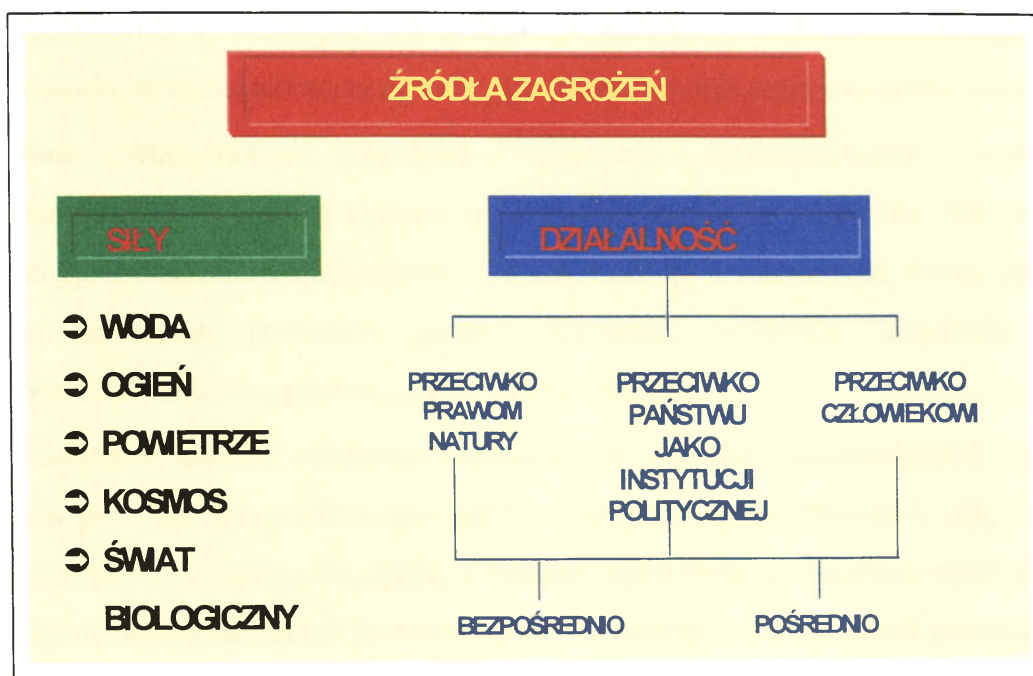 ŹRÓDŁA ZAGROŻEŃ
SIŁY
➲ WODA
➲ OGIEŃ
➲ POWIETRZE
➲ KOSMOS
➲ ŚWIAT
BIOLOGICZNY
DZIAŁALNOŚĆ
PRZECIWKO
PRAWOM
NATURY
PRZECIWKO
PAŃSTWU
JAKO
INSTYTUCJI
POLITYCZNEJ
PRZECIWKO
CZŁOWIEKOWI
BEZPOŚREDNIO
POŚREDNIO